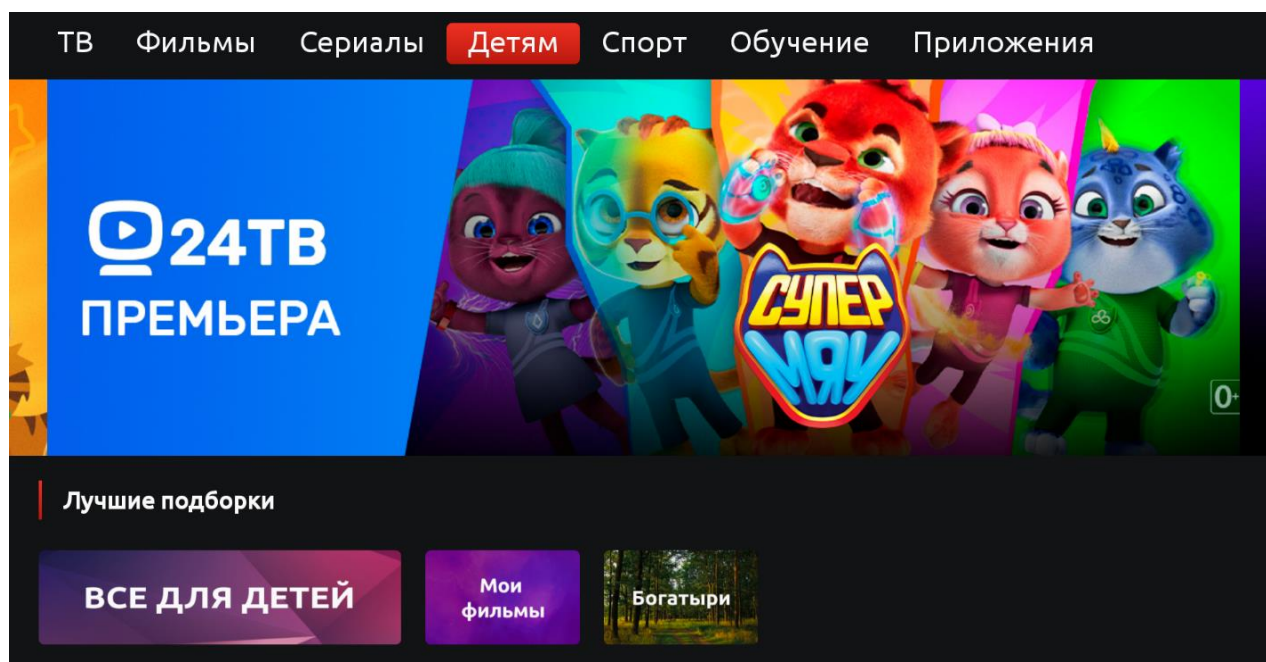 ТВ Фильмы Сериалы Детям Спорт Обучение Приложения
24ТВ
ПРЕМЬЕРА
СУПЕР
МЯУ
0+
Лучшие подборки
ВСЕ ДЛЯ ДЕТЕЙ
Мои
фильмы
Богатыри